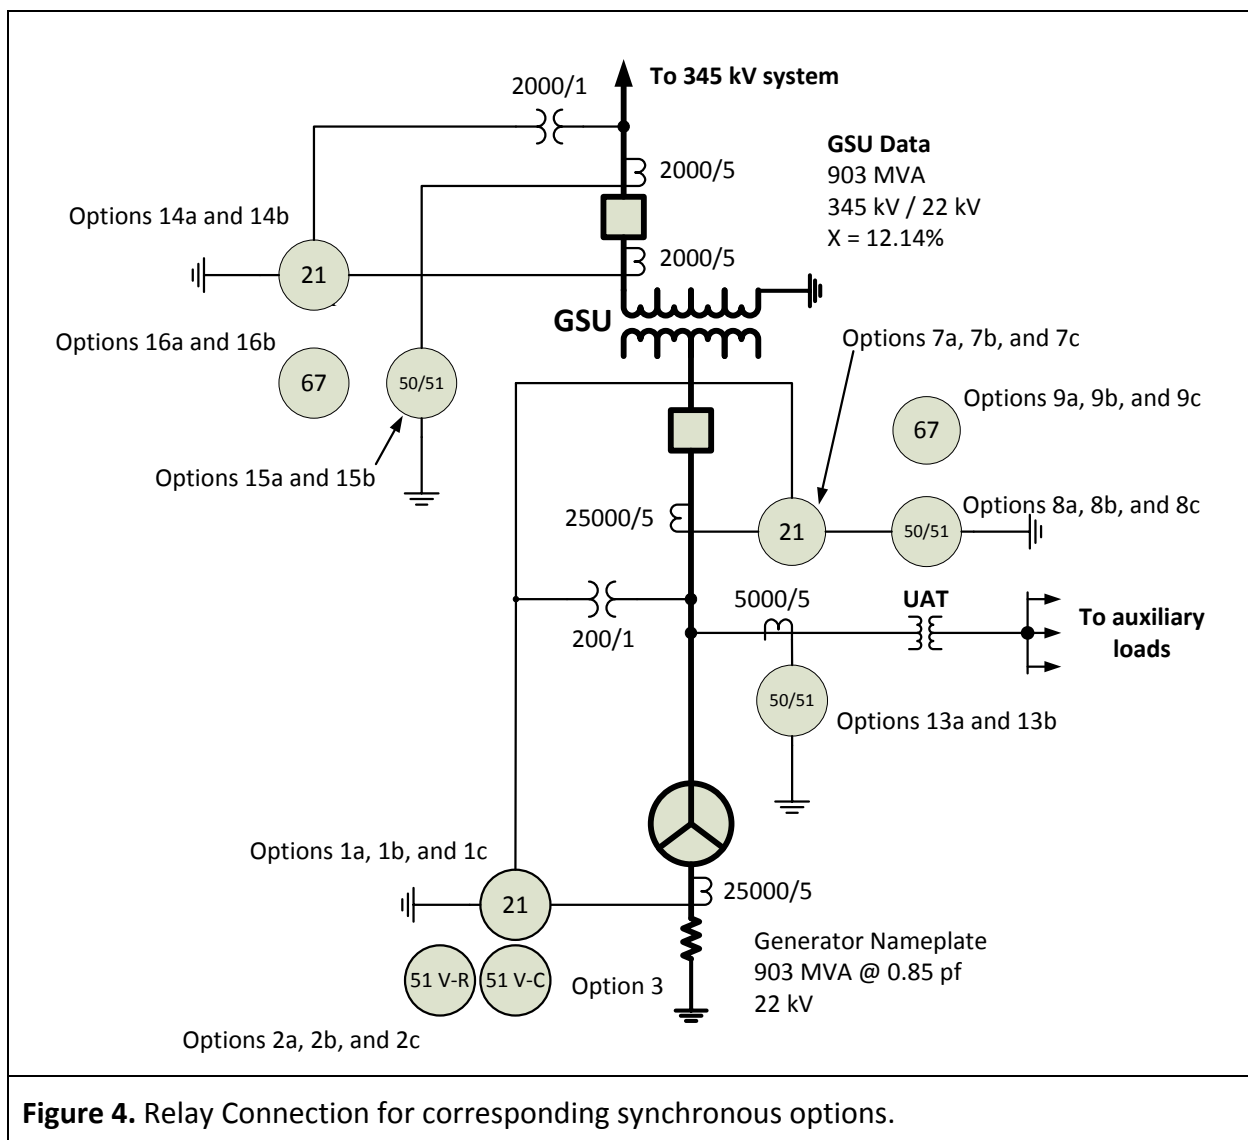 To 345 kV system
2000/1
GSU Data
903 MVA
345 kV / 22 kV
X = 12.14%
2000/5
Options 14a and 14b
2000/5
21
GSU
Options 16a and 16b
67
50/51
Options 7a, 7b, and 7c
Options 9a, 9b, and 9c
67
Options 15a and 15b
25000/5
21
50/51
Options 8a, 8b, and 8c
200/1
5000/5
UAT
To auxiliary
loads
50/51
Options 13a and 13b
Options 1a, 1b, and 1c
21
25000/5
51 V-R
51 V-C
Option 3
Generator Nameplate
903 MVA @ 0.85 pf
22 kV
Options 2a, 2b, and 2c
Figure 4. Relay Connection for corresponding synchronous options.